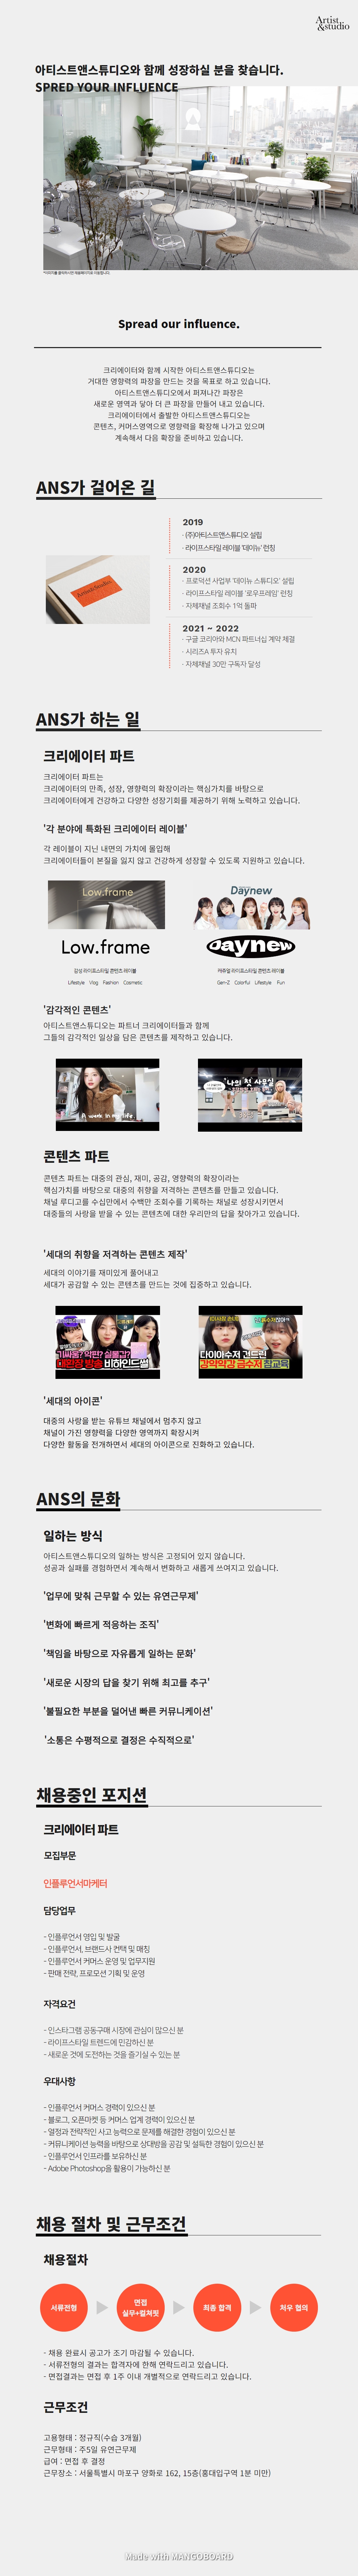 Artist
&studio
아티스트앤스튜디오와 함께 성장하실 분을 찾습니다.
SPRED YOUR INFLUENCE
Spread our influence.
크리에이터와 함께 시작한 아티스트앤스튜디오는
거대한 영향력의 파장을 만드는 것을 목표로 하고 있습니다.
아티스트앤스튜디오에서 퍼져나간 파장은
새로운 영역과 닿아 더 큰 파장을 만들어 내고 있습니다.
크리에이터에서 출발한 아티스트앤스튜디오는
콘텐츠, 커머스영역으로 영향력을 확장해 나가고 있으며
계속해서 다음 확장을 준비하고 있습니다.
ANS가 걸어온 길
2019
· (주)아티스트앤스튜디오 설립
· 라이프스타일 레이블 '데이뉴' 런칭
2020
· 프로덕션 사업부 '데이뉴 스튜디오' 설립
· 라이프스타일 레이블 '로우프레임' 런칭
· 자체채널 조회수 1억 돌파
2021 ~ 2022
· 구글 코리아와 MCN 파트너십 계약 체결
· 시리즈A 투자 유치
· 자체채널 30만 구독자 달성
ANS가 하는 일
크리에이터 파트
크리에이터 파트는
크리에이터의 만족, 성장, 영향력의 확장이라는 핵심가치를 바탕으로
크리에이터에게 건강하고 다양한 성장기회를 제공하기 위해 노력하고 있습니다.
'각 분야에 특화된 크리에이터 레이블'
각 레이블이 지닌 내면의 가치에 몰입해
크리에이터들이 본질을 잃지 않고 건강하게 성장할 수 있도록 지원하고 있습니다.
Low.frame
Daynew
Low.frame
Daynew
감성 라이프스타일 콘텐츠 레이블
캐쥬얼 라이프스타일 콘텐츠 레이블
Lifestyle Vlog Fashion Cosmetic
Gen-Z Colorful Lifestyle Fun
'감각적인 콘텐츠'
아티스트앤스튜디오는 파트너 크리에이터들과 함께
그들의 감각적인 일상을 담은 콘텐츠를 제작하고 있습니다.
A week in my life
나의 첫 사무실
콘텐츠 파트
콘텐츠 파트는 대중의 관심, 재미, 공감, 영향력의 확장이라는
핵심가치를 바탕으로 대중의 취향을 저격하는 콘텐츠를 만들고 있습니다.
채널 루디고를 수십만에서 수백만 조회수를 기록하는 채널로 성장시키면서
대중들의 사랑을 받을 수 있는 콘텐츠에 대한 우리만의 답을 찾아가고 있습니다.
'세대의 취향을 저격하는 콘텐츠 제작'
세대의 이야기를 재미있게 풀어내고
세대가 공감할 수 있는 콘텐츠를 만드는 것에 집중하고 있습니다.
기싸움? 악판? 실물갑?
대환장 방송 비하인드썰
다이아수저 건드린
강약약강 금수저 참교육
'세대의 아이콘'
대중의 사랑을 받는 유튜브 채널에서 멈추지 않고
채널이 가진 영향력을 다양한 영역까지 확장시켜
다양한 활동을 전개하면서 세대의 아이콘으로 진화하고 있습니다.
ANS의 문화
일하는 방식
아티스트앤스튜디오의 일하는 방식은 고정되어 있지 않습니다.
성공과 실패를 경험하면서 계속해서 변화하고 새롭게 쓰여지고 있습니다.
'업무에 맞춰 근무할 수 있는 유연근무제'
'변화에 빠르게 적응하는 조직'
'책임을 바탕으로 자유롭게 일하는 문화'
'새로운 시장의 답을 찾기 위해 최고를 추구'
'불필요한 부분을 덜어낸 빠른 커뮤니케이션'
'소통은 수평적으로 결정은 수직적으로'
채용중인 포지션
크리에이터 파트
모집부문
인플루언서마케터
담당업무
- 인플루언서 영입 및 발굴
- 인플루언서, 브랜드사 컨택 및 매칭
- 인플루언서 커머스 운영 및 업무지원
- 판매 전략, 프로모션 기획 및 운영
자격요건
- 인스타그램 공동구매 시장에 관심이 많으신 분
- 라이프스타일 트렌드에 민감하신 분
- 새로운 것에 도전하는 것을 즐기실 수 있는 분
우대사항
- 인플루언서 커머스 경력이 있으신 분
- 블로그, 오픈마켓 등 커머스 업계 경력이 있으신 분
- 열정과 전략적인 사고 능력으로 문제를 해결한 경험이 있으신 분
- 커뮤니케이션 능력을 바탕으로 상대방을 공감 및 설득한 경험이 있으신 분
- 인플루언서 인프라를 보유하신 분
- Adobe Photoshop을 활용이 가능하신 분
채용 절차 및 근무조건
채용절차
서류전형
면접
실무+컬쳐핏
최종 합격
처우 협의
- 채용 완료시 공고가 조기 마감될 수 있습니다.
- 서류전형의 결과는 합격자에 한해 연락드리고 있습니다.
- 면접결과는 면접 후 1주 이내 개별적으로 연락드리고 있습니다.
근무조건
고용형태 : 정규직(수습 3개월)
근무형태 : 주5일 유연근무제
급여 : 면접 후 결정
근무장소 : 서울특별시 마포구 양화로 162, 15층(홍대입구역 1분 미만)
Made with MANGOBOARD